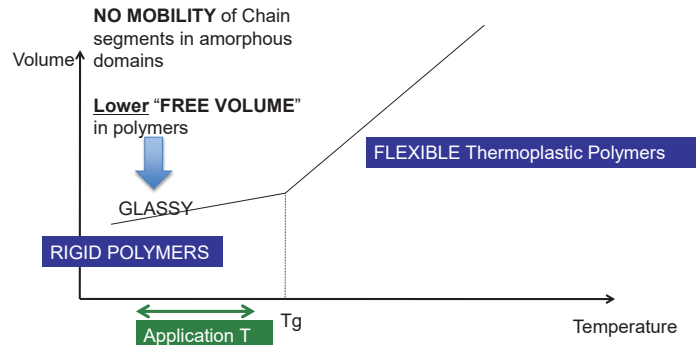 NO MOBILITY of Chain
segments in amorphous
domains
Volume
Lower “FREE VOLUME”
in polymers
FLEXIBLE Thermoplastic Polymers
GLASSY
RIGID POLYMERS
Tg
Application T
Temperature